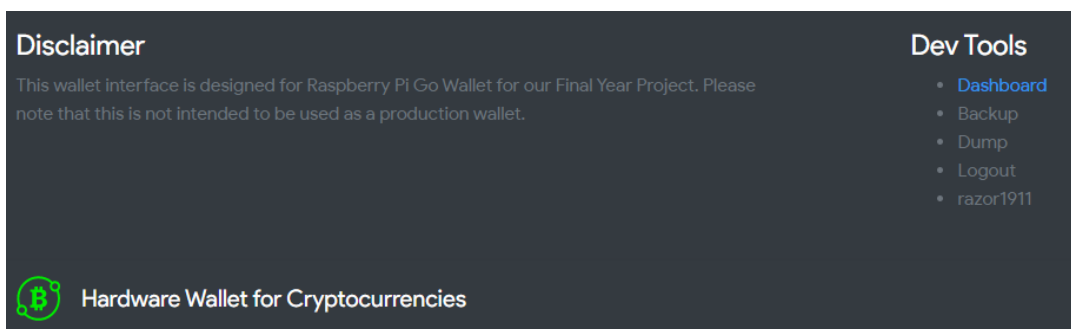 Disclaimer
This wallet interface is designed for Raspberry Pi Go Wallet for our Final Year Project. Please
note that this is not intended to be used as a production wallet.
Dev Tools
Dashboard
Backup
Dump
Logout
razor1911
Hardware Wallet for Cryptocurrencies